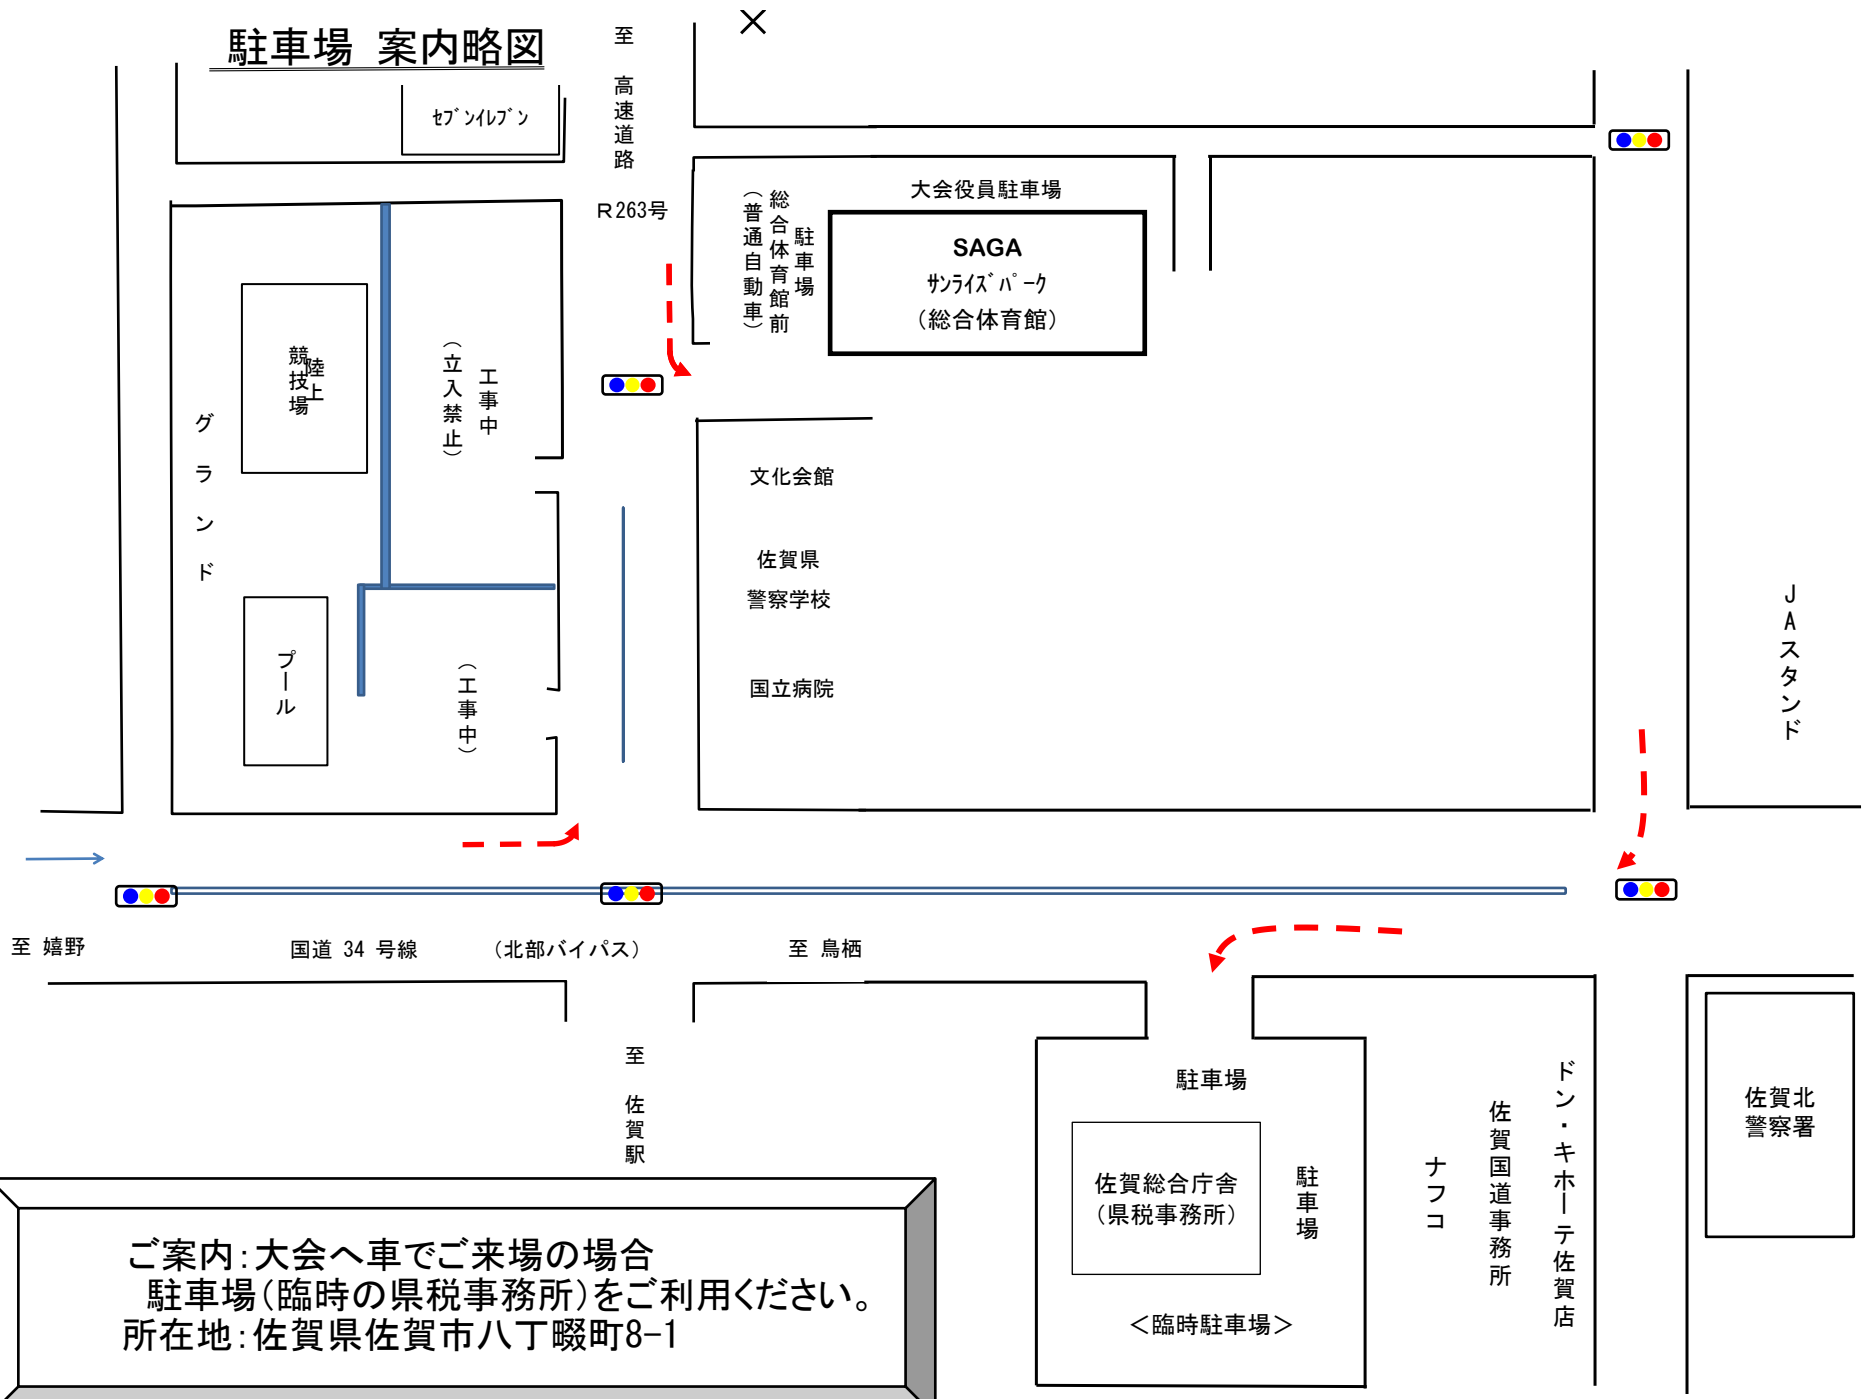 駐車場 案内略図
至 高速道路
セブンイレブン
R263号
大会役員駐車場
SAGA
サンライズパーク
（総合体育館）
総合体育館前
駐車場
（普通自動車）
陸上
競技場
工事中
（立入禁止）
グランド
文化会館
佐賀県
警察学校
国立病院
プール
（工事中）
JAスタンド
至 嬉野
国道 34 号線
（北部バイパス）
至 鳥栖
至 佐賀駅
駐車場
佐賀総合庁舎
（県税事務所）
駐車場
＜臨時駐車場＞
ナフコ
佐賀国道事務所
ドン・キホーテ佐賀店
佐賀北
警察署
ご案内：大会へ車でご来場の場合
駐車場（臨時の県税事務所）をご利用ください。
所在地：佐賀県佐賀市八丁畷町8-1